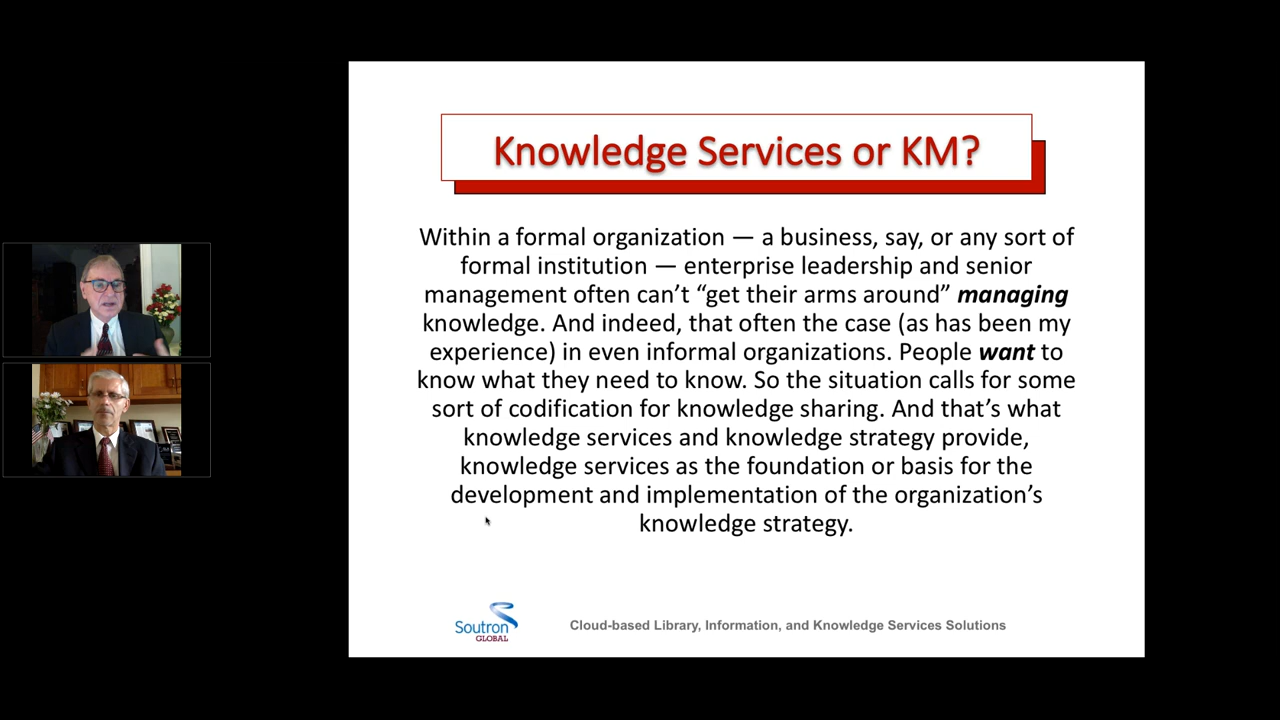 Knowledge Services or KM?
Within a formal organization — a business, say, or any sort of
formal institution — enterprise leadership and senior
management often can’t “get their arms around” managing
knowledge. And indeed, that often the case (as has been my
experience) in even informal organizations. People want to
know what they need to know. So the situation calls for some
sort of codification for knowledge sharing. And that’s what
knowledge services and knowledge strategy provide,
knowledge services as the foundation or basis for the
development and implementation of the organization’s
knowledge strategy.
Soutron
GLOBAL
Cloud-based Library, Information, and Knowledge Services Solutions